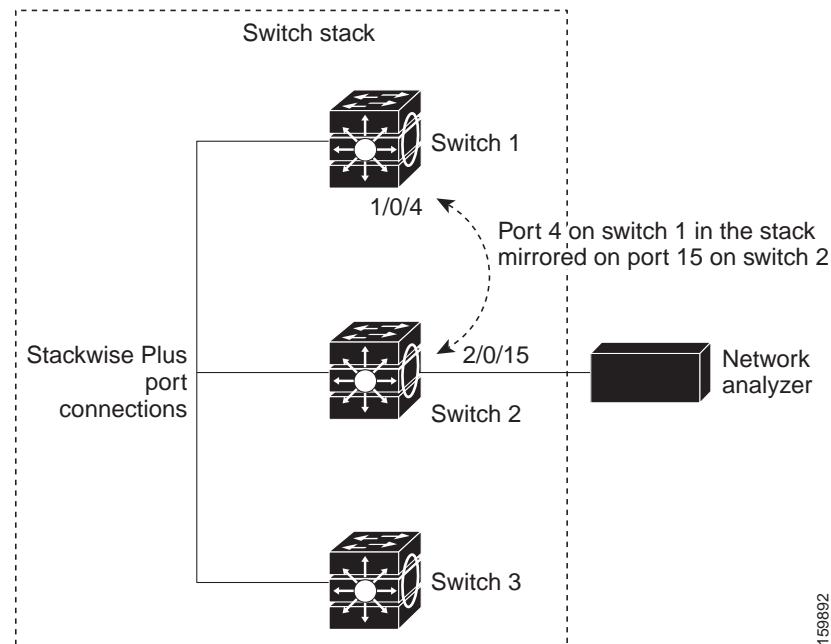 Switch stack
Switch 1
1/0/4
Port 4 on switch 1 in the stack
mirrored on port 15 on switch 2
Stackwise Plus
port
connections
2/0/15
Switch 2
Network
analyzer
Switch 3
159892